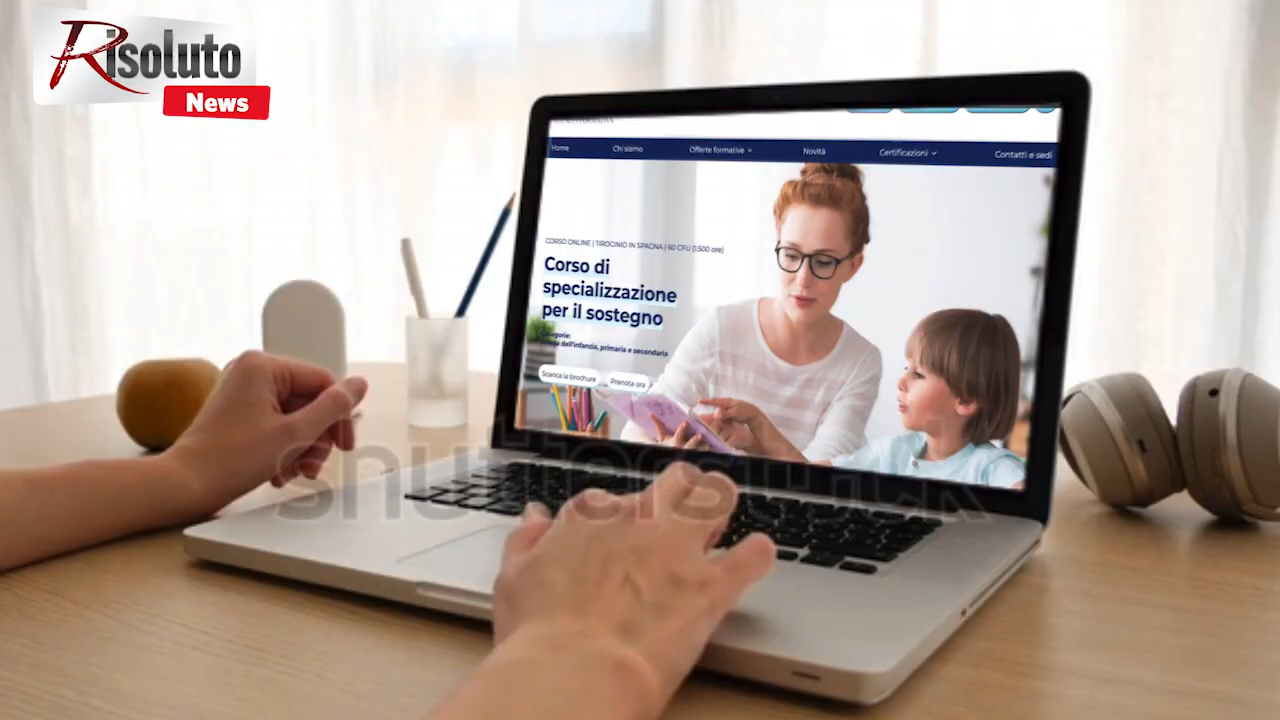 Risoluto
News
Home Chi siamo Offerte formative Novità Certificazioni Contatti e sedi
CORSO ONLINE | TIROCINIO IN SPAGNA | 60 CFU (1.500 ore)
Corso di
specializzazione
per il sostegno
dell'infanzia, primaria e secondaria
Scarica la brochure Prenota ora
shutterstock